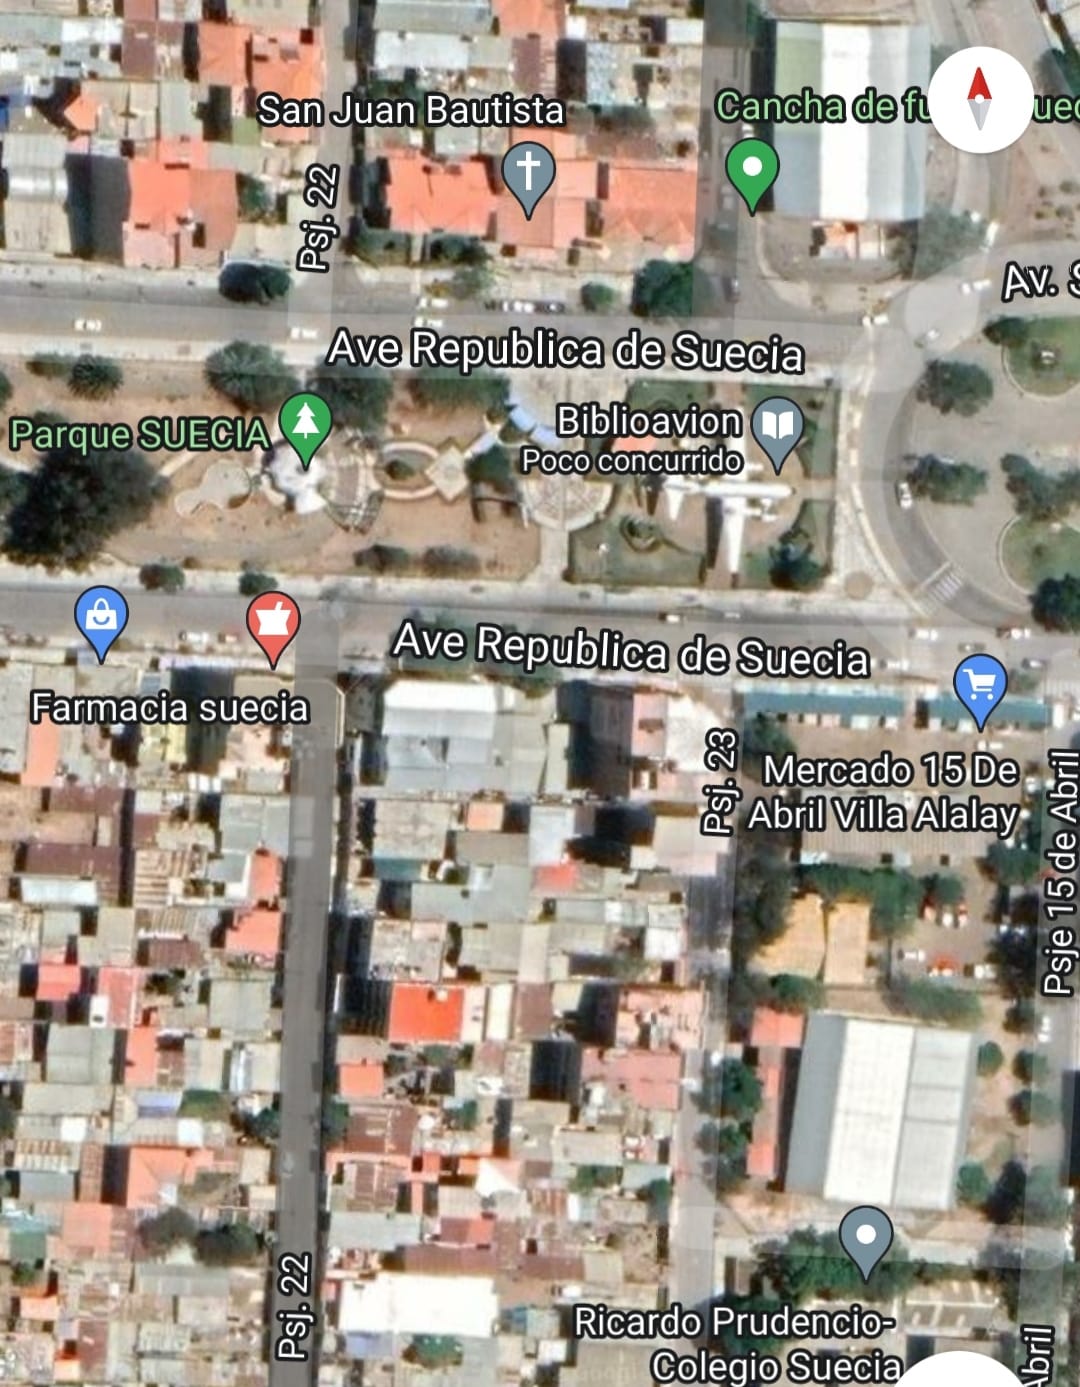 San Juan Bautista
Cancha de fu
Psj. 22
Av. S
Ave Republica de Suecia
Biblioavion
Poco concurrido
Parque SUECIA
Ave Republica de Suecia
Farmacia suecia
Psj. 23
Mercado 15 De
Abril Villa Alalay
Psje 15 de Abril
Psj. 22
Ricardo Prudencio-
Colegio Suecia
Abril